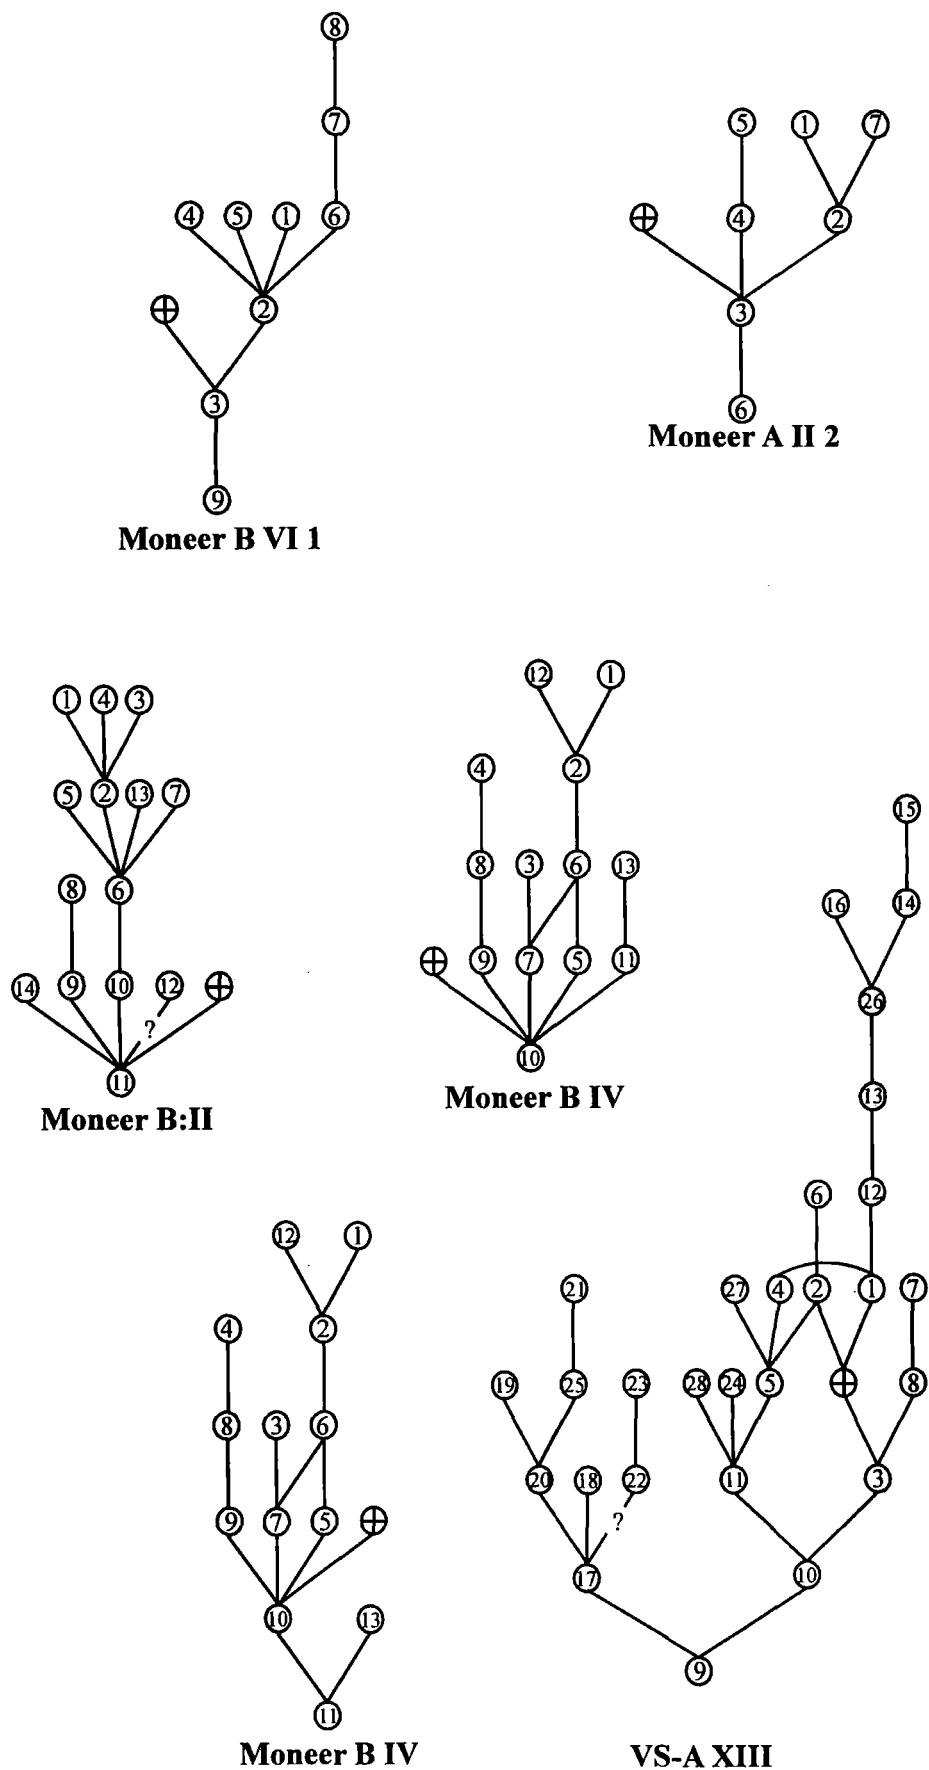 8
7
4 5 1 6
2
3
9
Moneer B VI 1
5 1 7
4 2
3
6
Moneer A II 2
1 4 3
5 2 13 7
8 6
14 9 10 12
?
11
Moneer B:II
12 1
4 2
8 3 6 13
9 7 5 11
10
Moneer B IV
12 1
4 2
8 3 6
9 7 5
10 13
11
Moneer B IV
15
16 14
26
13
12
6
21 27 4 2 1 7
19 25 23 28 24 5 8
20 18 22 11 3
?
17 10
9
VS-A XIII